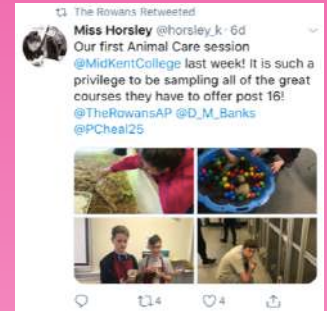 The Rowans Retweeted
Miss Horsley @horsley_k · 6d
Our first Animal Care session
@MidKentCollege last week! It is such a
privilege to be sampling all of the great
courses they have to offer post 16!
@TheRowansAP @D_M_Banks
@PCheal25
4 4